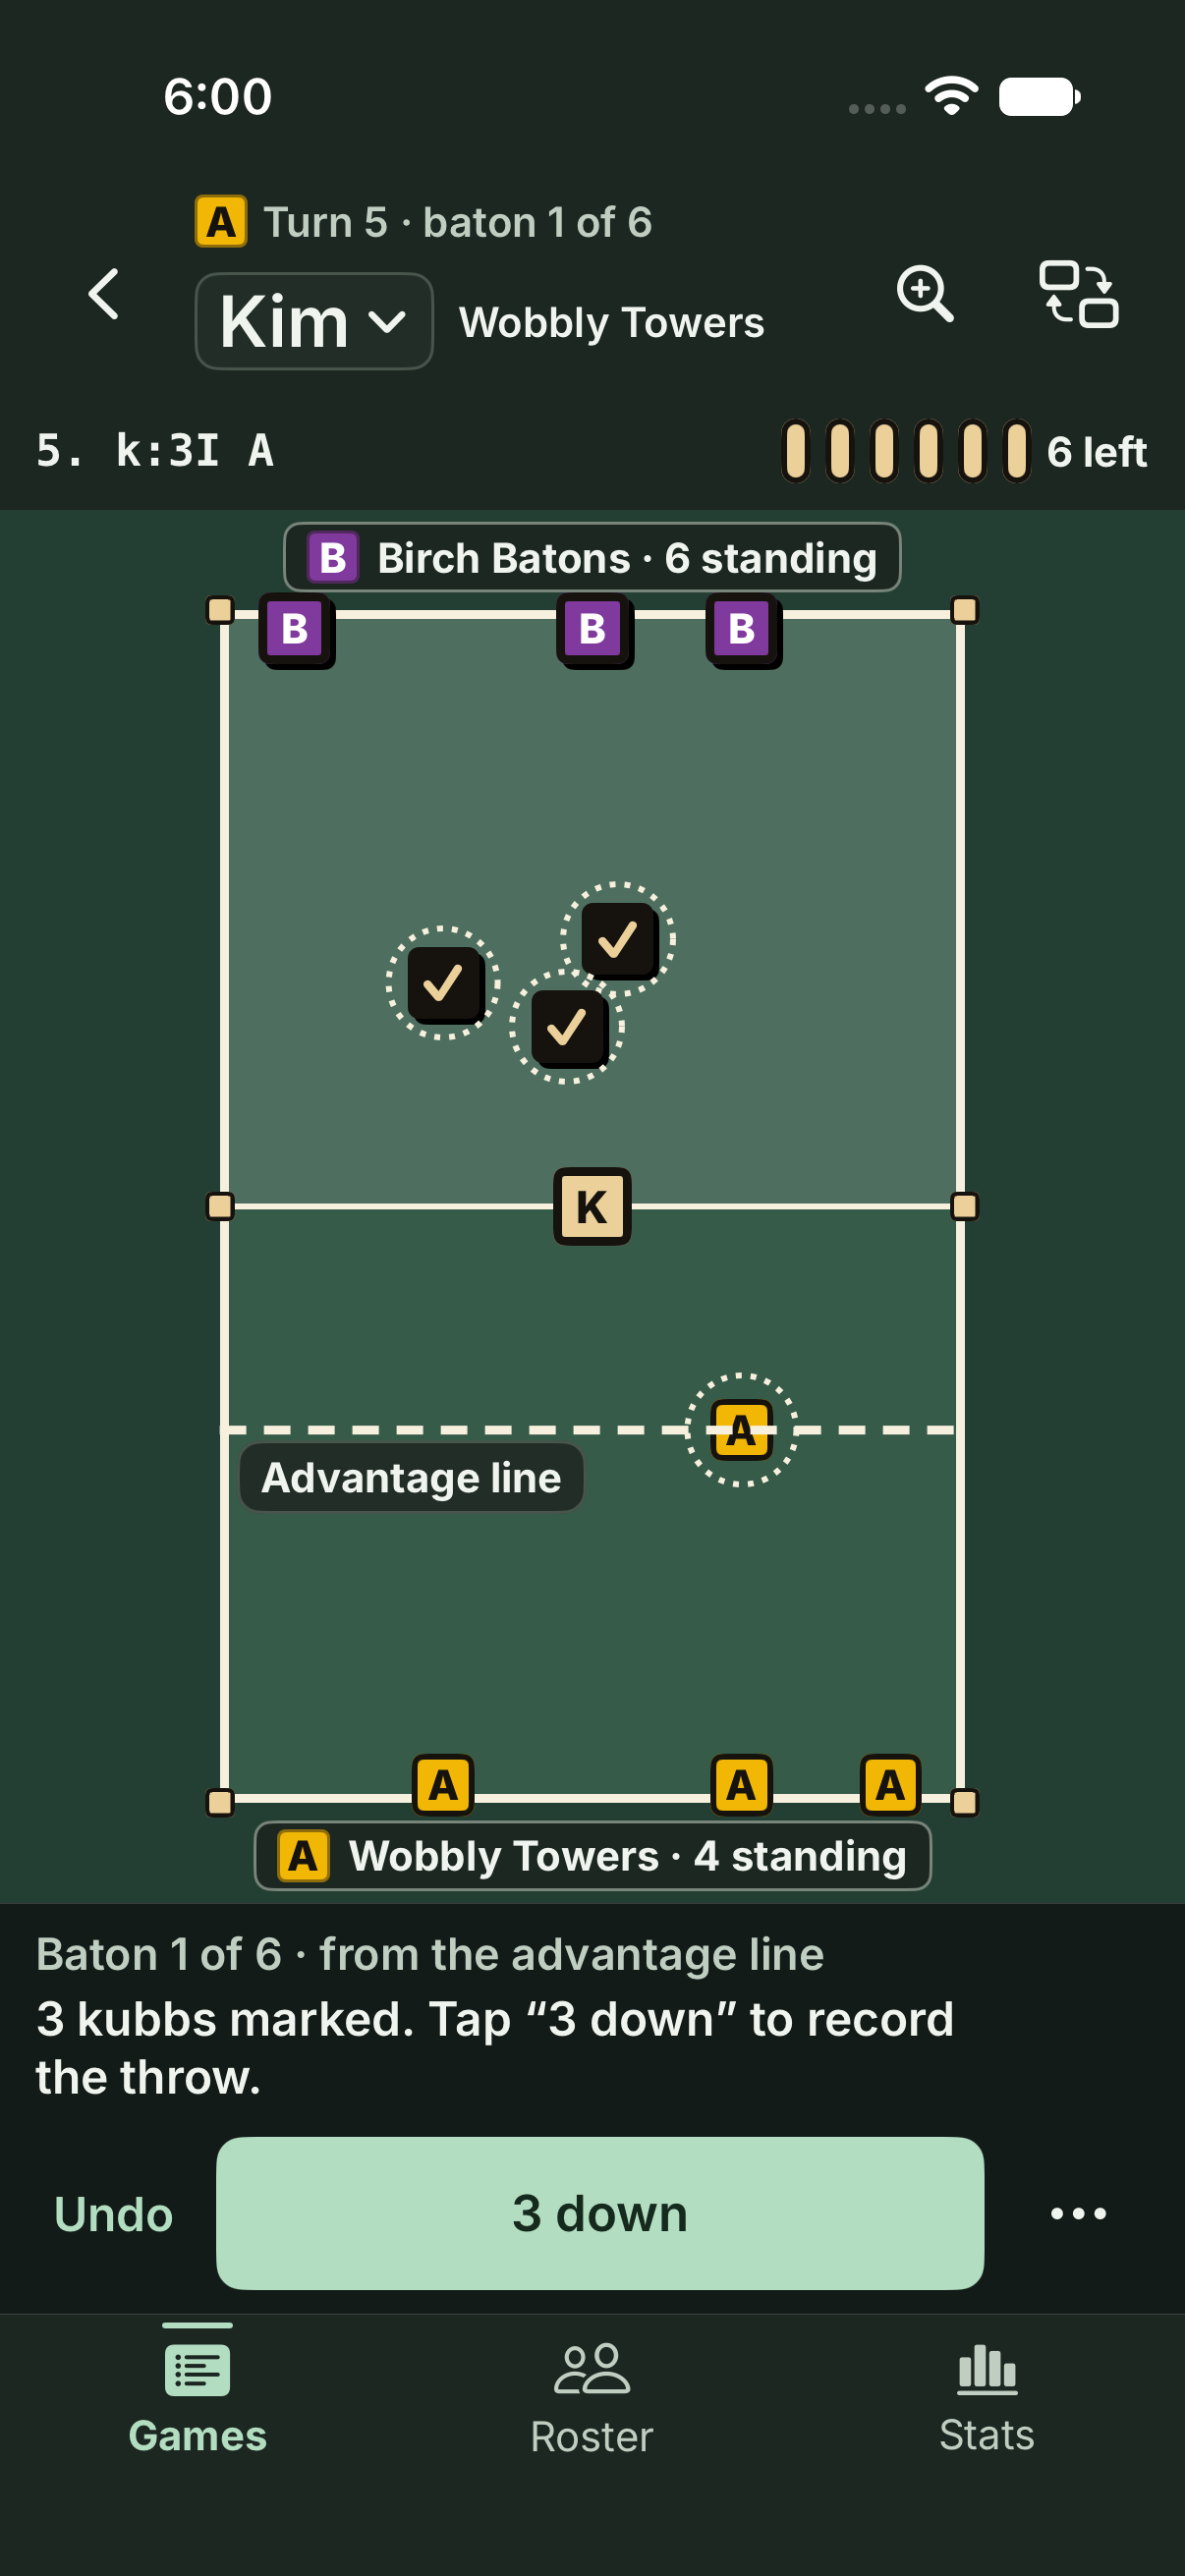 6:00
A Turn 5 · baton 1 of 6
Kim Wobbly Towers
5. k:3I A
6 left
B Birch Batons · 6 standing
B B B
K
A
Advantage line
A A A
A Wobbly Towers · 4 standing
Baton 1 of 6 · from the advantage line
3 kubbs marked. Tap “3 down” to record
the throw.
Undo 3 down
Games Roster Stats